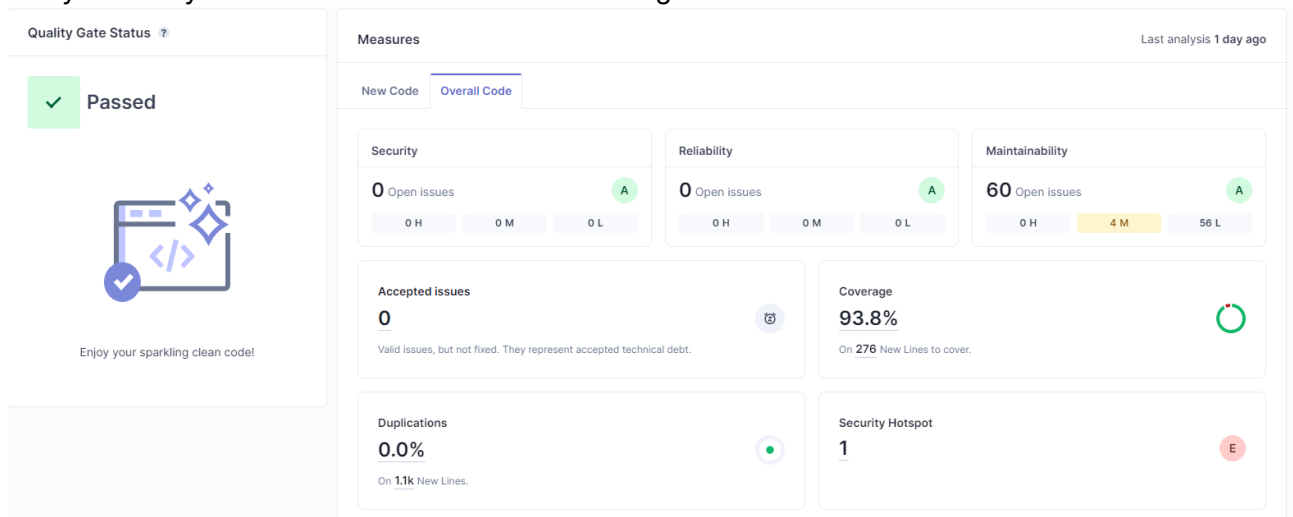 Quality Gate Status ?
Passed
Enjoy your sparkling clean code!
Measures
Last analysis 1 day ago
New Code
Overall Code
Security
0 Open issues
A
0 H
0 M
0 L
Reliability
0 Open issues
A
0 H
0 M
0 L
Maintainability
60 Open issues
A
0 H
4 M
56 L
Accepted issues
0
Valid issues, but not fixed. They represent accepted technical debt.
Coverage
93.8%
On 276 New Lines to cover.
Duplications
0.0%
On 1.1k New Lines.
Security Hotspot
1
E